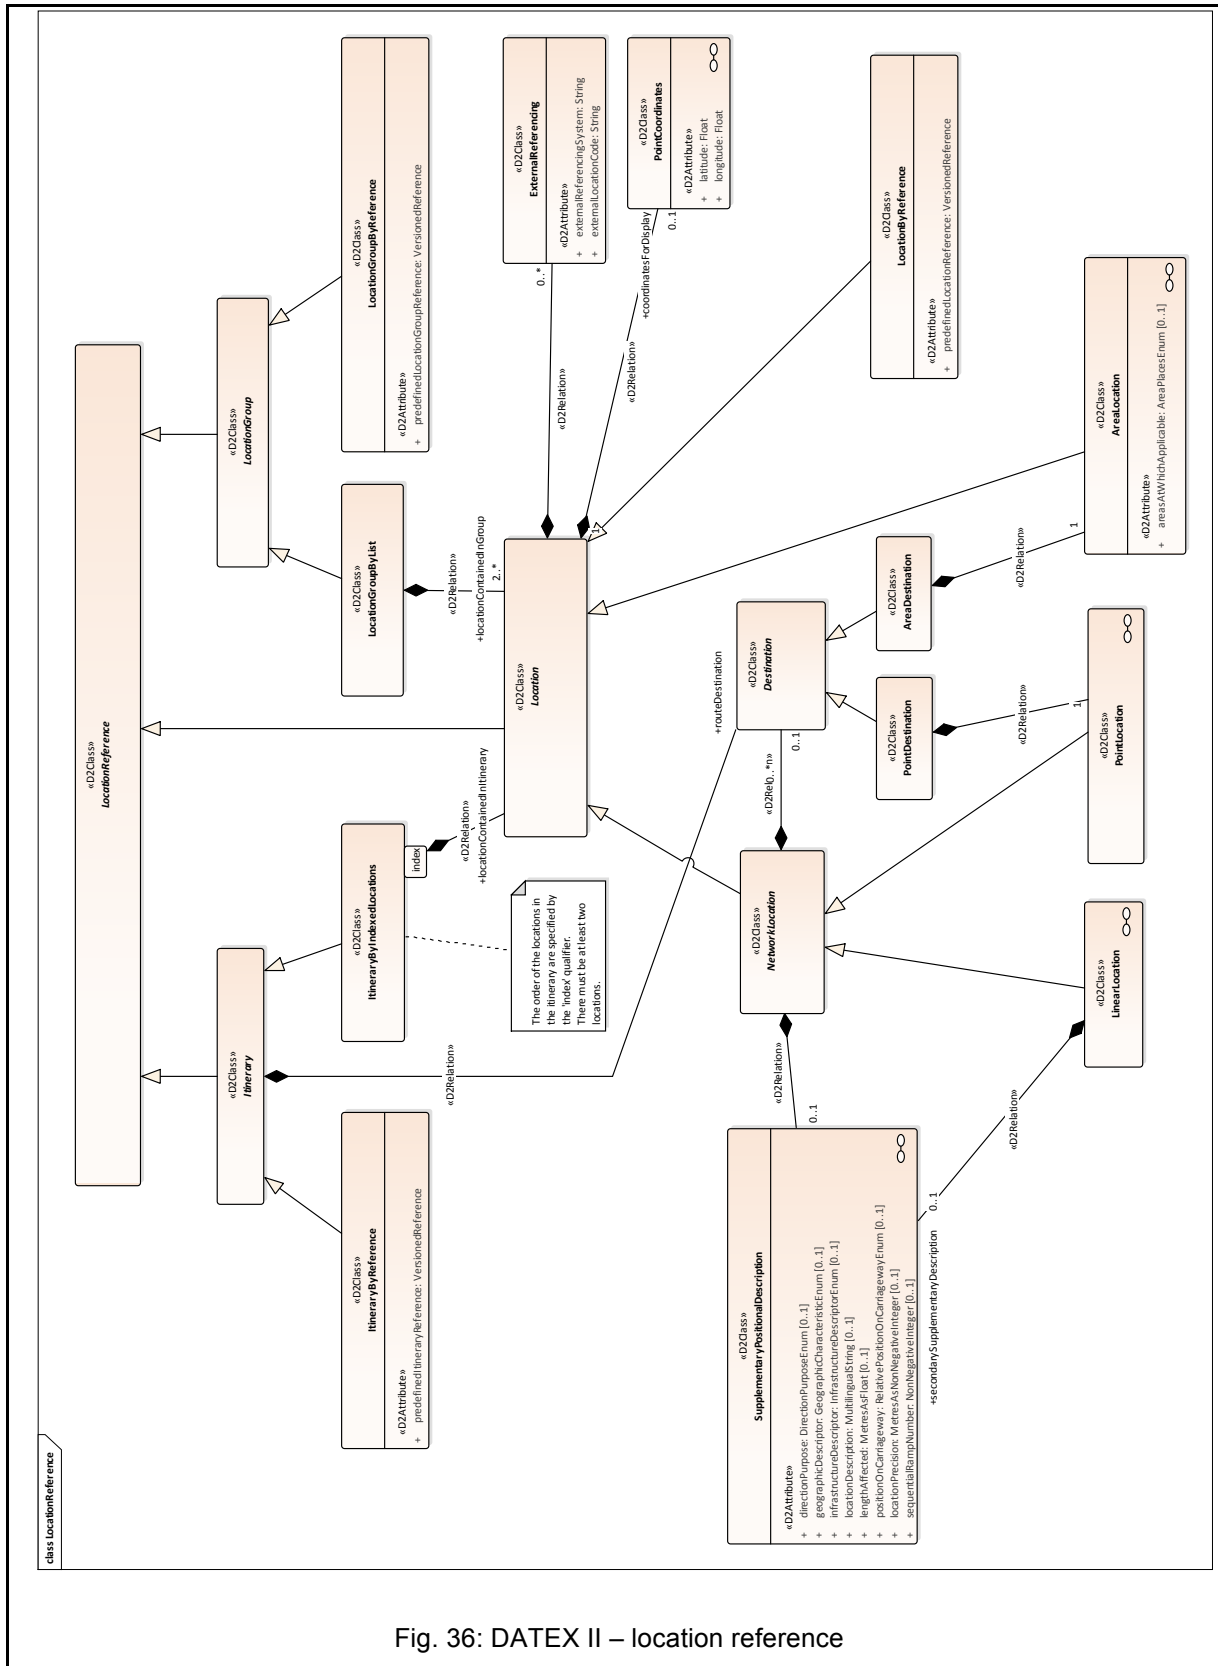 class LocationReference
«D2Class»
LocationReference
«D2Class»
Itinerary
«D2Class»
LocationGroup
«D2Class»
ItineraryByReference
«D2Attribute»
+ predefinedItineraryReference: VersionedReference
«D2Class»
ItineraryByIndexedLocations
index
«D2Class»
LocationGroupByList
«D2Class»
LocationGroupByReference
«D2Attribute»
+ predefinedLocationGroupReference: VersionedReference
«D2Relation»
«D2Relation»
+locationContainedInItinerary
«D2Relation»
+locationContainedInGroup
2..*
The order of the locations in
the itinerary are specified by
the 'index' qualifier.
There must be at least two
locations.
«D2Class»
Location
«D2Class»
ExternalReferencing
«D2Attribute»
+ externalReferencingSystem: String
+ externalLocationCode: String
0..*
«D2Relation»
1
«D2Relation»
+coordinatesForDisplay
0..1
«D2Class»
PointCoordinates
«D2Attribute»
+ latitude: Float
+ longitude: Float
+routeDestination
0..1
«D2Class»
SupplementaryPositionalDescription
«D2Attribute»
+ directionPurpose: DirectionPurposeEnum [0..1]
+ geographicDescriptor: GeographicCharacteristicEnum [0..1]
+ infrastructureDescriptor: InfrastructureDescriptorEnum [0..1]
+ locationDescription: MultilingualString [0..1]
+ lengthAffected: MetresAsFloat [0..1]
+ positionOnCarriageway: RelativePositionOnCarriagewayEnum [0..1]
+ locationPrecision: MetresAsNonNegativeInteger [0..1]
+ sequentialRampNumber: NonNegativeInteger [0..1]
0..1
«D2Relation»
«D2Class»
NetworkLocation
«D2Rel0..*n»
«D2Class»
Destination
«D2Class»
LocationByReference
«D2Attribute»
+ predefinedLocationReference: VersionedReference
«D2Class»
PointDestination
«D2Class»
AreaDestination
+secondarySupplementaryDescription
0..1
«D2Relation»
«D2Relation»
1
«D2Relation»
1
«D2Class»
LinearLocation
«D2Class»
PointLocation
«D2Class»
AreaLocation
«D2Attribute»
+ areasAtWhichApplicable: AreaPlacesEnum [0..1]
Fig. 36: DATEX II – location reference